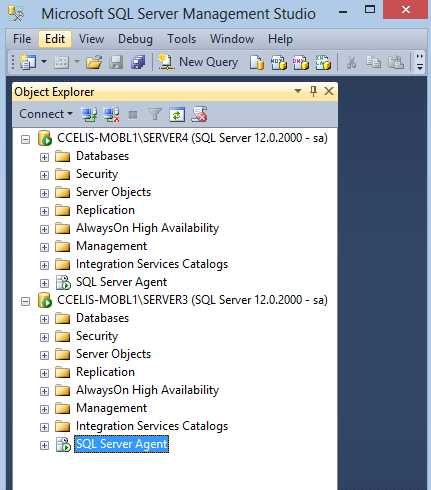 Microsoft SQL Server Management Studio
File Edit View Debug Tools Window Help
New Query
Object Explorer
Connect
CCELIS-MOBL1\SERVER4 (SQL Server 12.0.2000 - sa)
Databases
Security
Server Objects
Replication
AlwaysOn High Availability
Management
Integration Services Catalogs
SQL Server Agent
CCELIS-MOBL1\SERVER3 (SQL Server 12.0.2000 - sa)
Databases
Security
Server Objects
Replication
AlwaysOn High Availability
Management
Integration Services Catalogs
SQL Server Agent